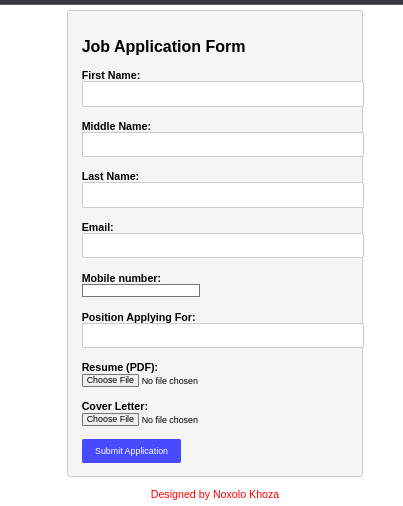 Job Application Form
First Name:
Middle Name:
Last Name:
Email:
Mobile number:
Position Applying For:
Resume (PDF):
Choose File No file chosen
Cover Letter:
Choose File No file chosen
Submit Application
Designed by Noxolo Khoza